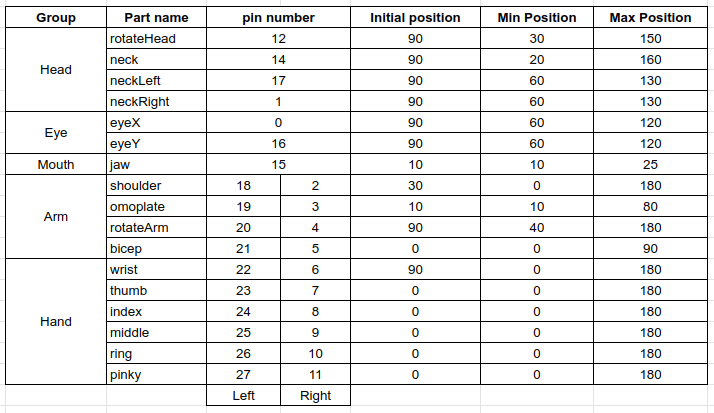 Group Part name pin number Initial position Min Position Max Position
Head rotateHead 12 90 30 150
neck 14 90 20 160
neckLeft 17 90 60 130
neckRight 1 90 60 130
Eye eyeX 0 90 60 120
eyeY 16 90 60 120
Mouth jaw 15 10 10 25
Arm shoulder 18 2 30 0 180
omoplate 19 3 10 10 80
rotateArm 20 4 90 40 180
bicep 21 5 0 0 90
Hand wrist 22 6 90 0 180
thumb 23 7 0 0 180
index 24 8 0 0 180
middle 25 9 0 0 180
ring 26 10 0 0 180
pinky 27 11 0 0 180
Left Right